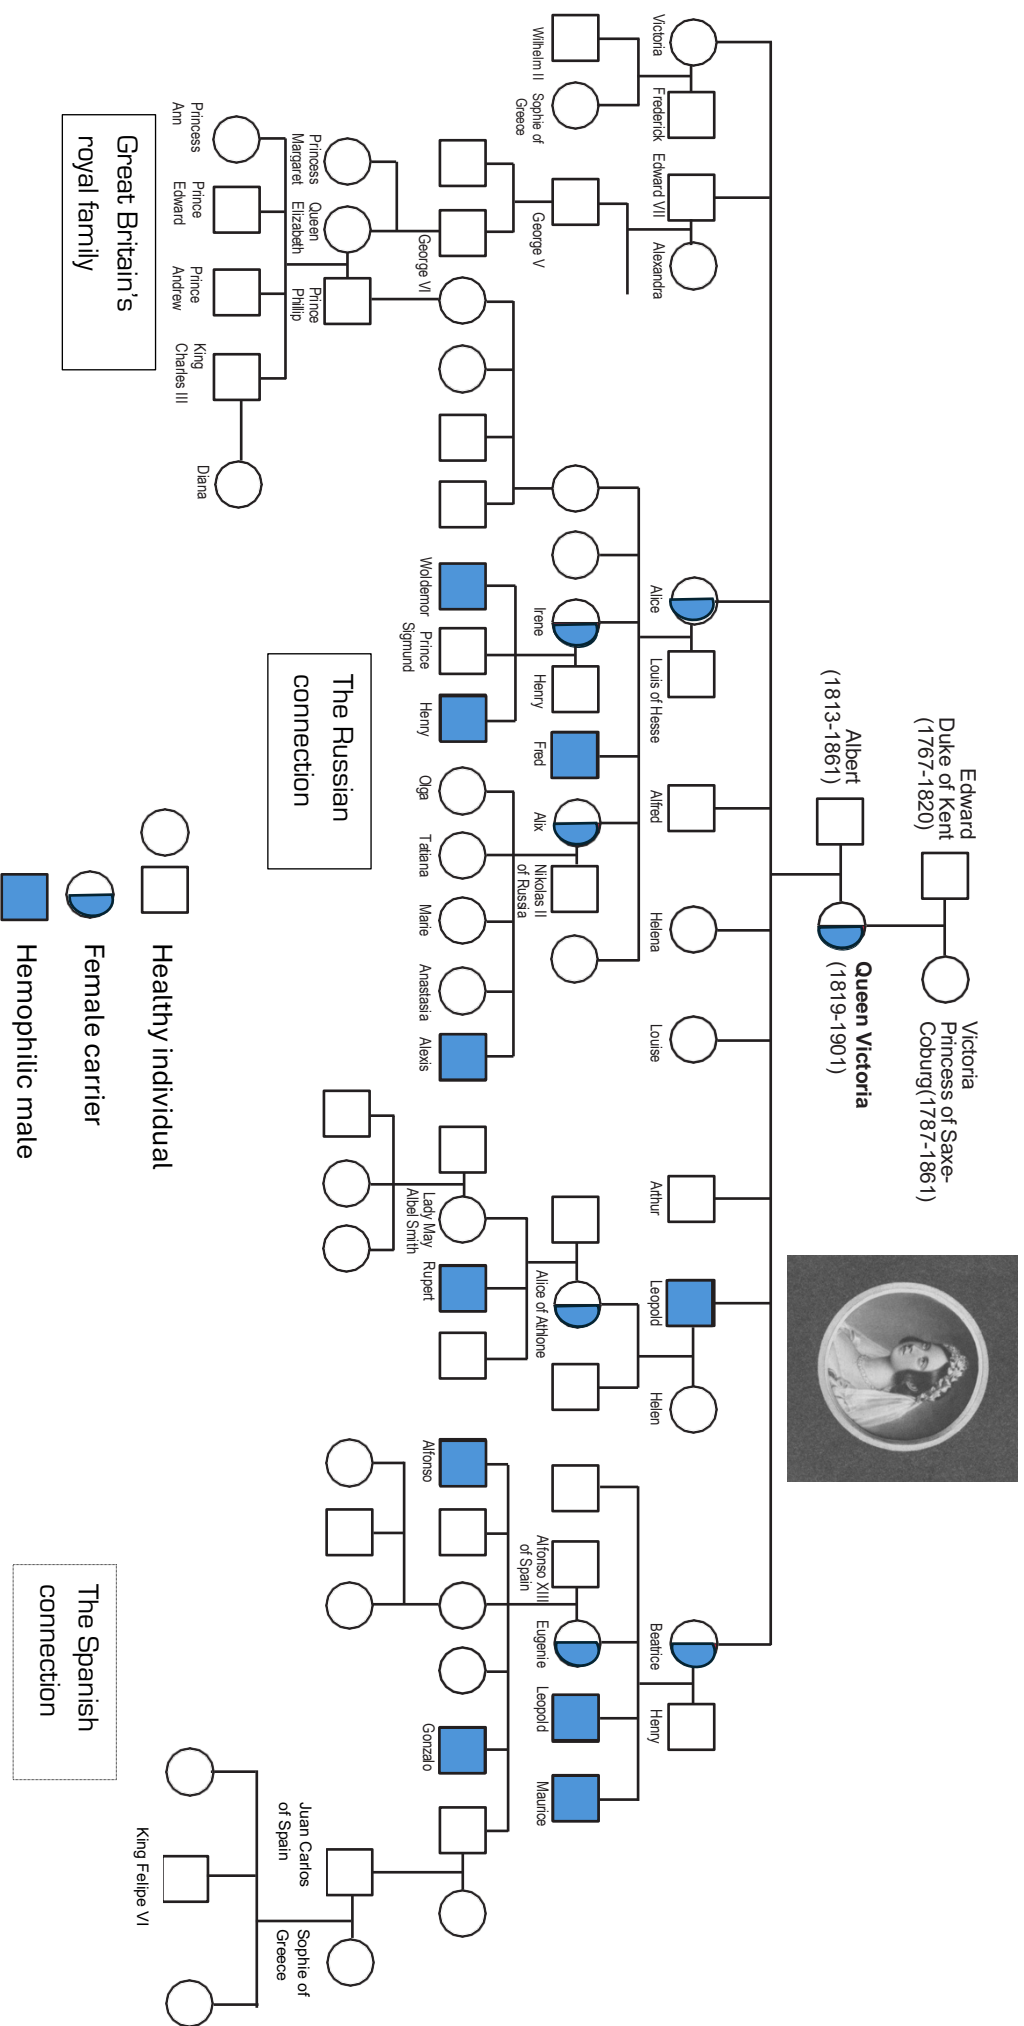 Edward
Duke of Kent
(1767-1820)
Victoria
Princess of Saxe-
Coburg(1787-1861)
Albert
(1813-1861)
Queen Victoria
(1819-1901)
Victoria
Frederick
Edward VII
Alexandra
Alice
Louis of Hesse
Alfred
Helena
Louise
Arthur
Leopold
Helen
Beatrice
Henry
Wilhelm II
Sophie of
Greece
George V
Irene
Henry
Fred
Alix
Nikolas II
of Russia
Alice of Athlone
Alfonso XIII
of Spain
Eugenie
Leopold
Maurice
George VI
Woldemor
Prince
Sigmund
Henry
Olga
Tatiana
Marie
Anastasia
Alexis
Lady May
Albel Smith
Rupert
Alfonso
Gonzalo
Princess
Margaret
Queen
Elizabeth
Prince
Phillip
Juan Carlos
of Spain
Sophie of
Greece
Princess
Ann
Prince
Edward
Prince
Andrew
King
Charles III
Diana
King Felipe VI
Great Britain's
royal family
The Russian
connection
The Spanish
connection
Healthy individual
Female carrier
Hemophilic male